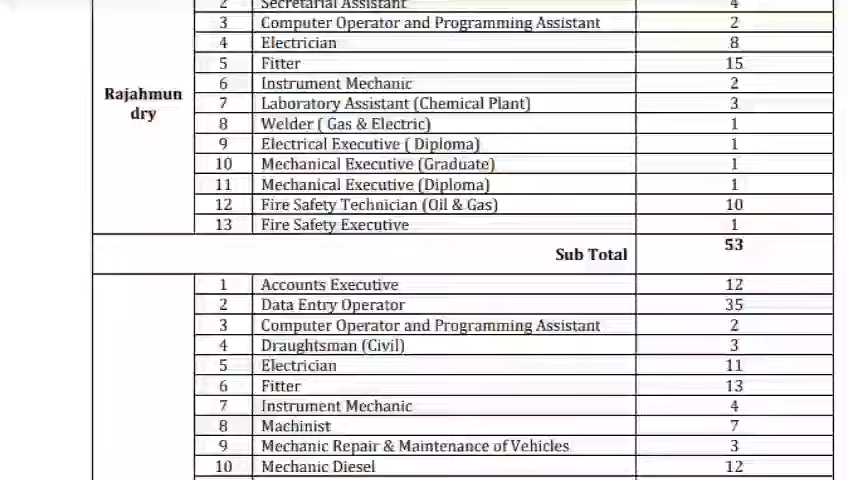 2 Secretarial Assistant 4
3 Computer Operator and Programming Assistant 2
4 Electrician 8
5 Fitter 15
Rajahmun
dry
6 Instrument Mechanic 2
7 Laboratory Assistant (Chemical Plant) 3
8 Welder ( Gas & Electric) 1
9 Electrical Executive ( Diploma) 1
10 Mechanical Executive (Graduate) 1
11 Mechanical Executive (Diploma) 1
12 Fire Safety Technician (Oil & Gas) 10
13 Fire Safety Executive 1
Sub Total 53
1 Accounts Executive 12
2 Data Entry Operator 35
3 Computer Operator and Programming Assistant 2
4 Draughtsman (Civil) 3
5 Electrician 11
6 Fitter 13
7 Instrument Mechanic 4
8 Machinist 7
9 Mechanic Repair & Maintenance of Vehicles 3
10 Mechanic Diesel 12